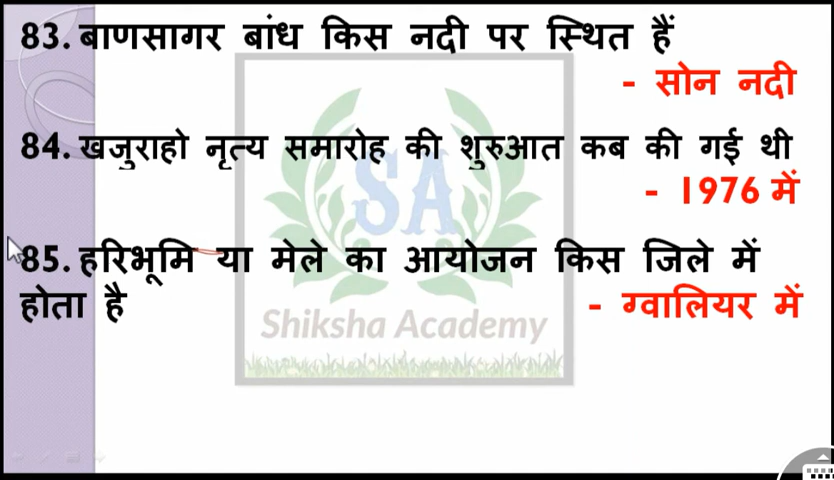 83. बाणसागर बांध किस नदी पर स्थित हैं
- सोन नदी
84. खजुराहो नृत्य समारोह की शुरुआत कब की गई थी
- 1976 में
85. हरिभूमि या मेले का आयोजन किस जिले में
होता है
- ग्वालियर में
SA
Shiksha Academy